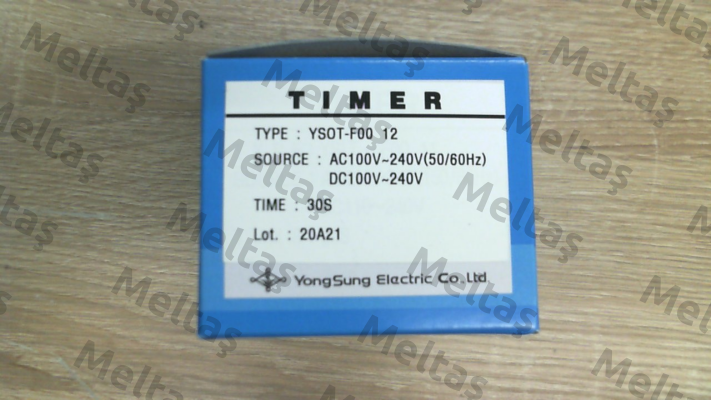 TIMER
TYPE : YSOT-F00 12
SOURCE : AC100V~240V(50/60Hz)
DC100V~240V
TIME : 30S
Lot. : 20A21
YongSung Electric Co.,Ltd
Meltaş